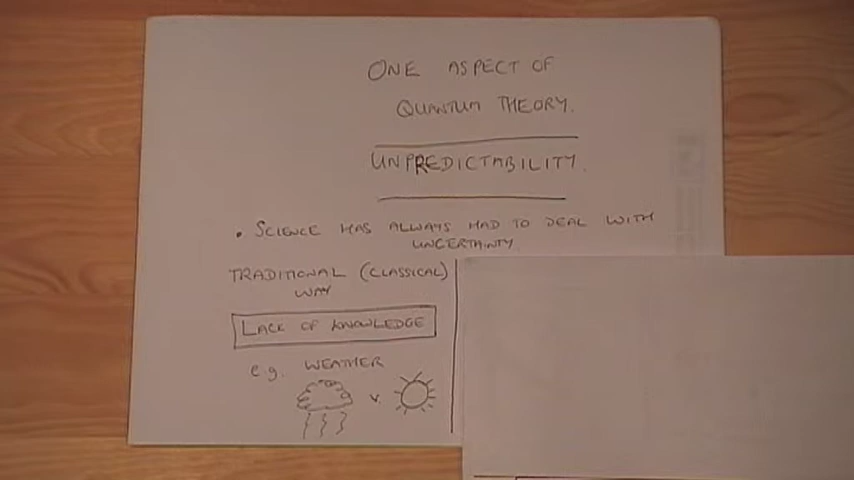 ONE ASPECT OF
QUANTUM THEORY.
UNPREDICTABILITY.
• SCIENCE HAS ALWAYS HAD TO DEAL WITH
UNCERTAINTY
TRADITIONAL (CLASSICAL)
WAY
LACK OF KNOWLEDGE
e.g. WEATHER
v.